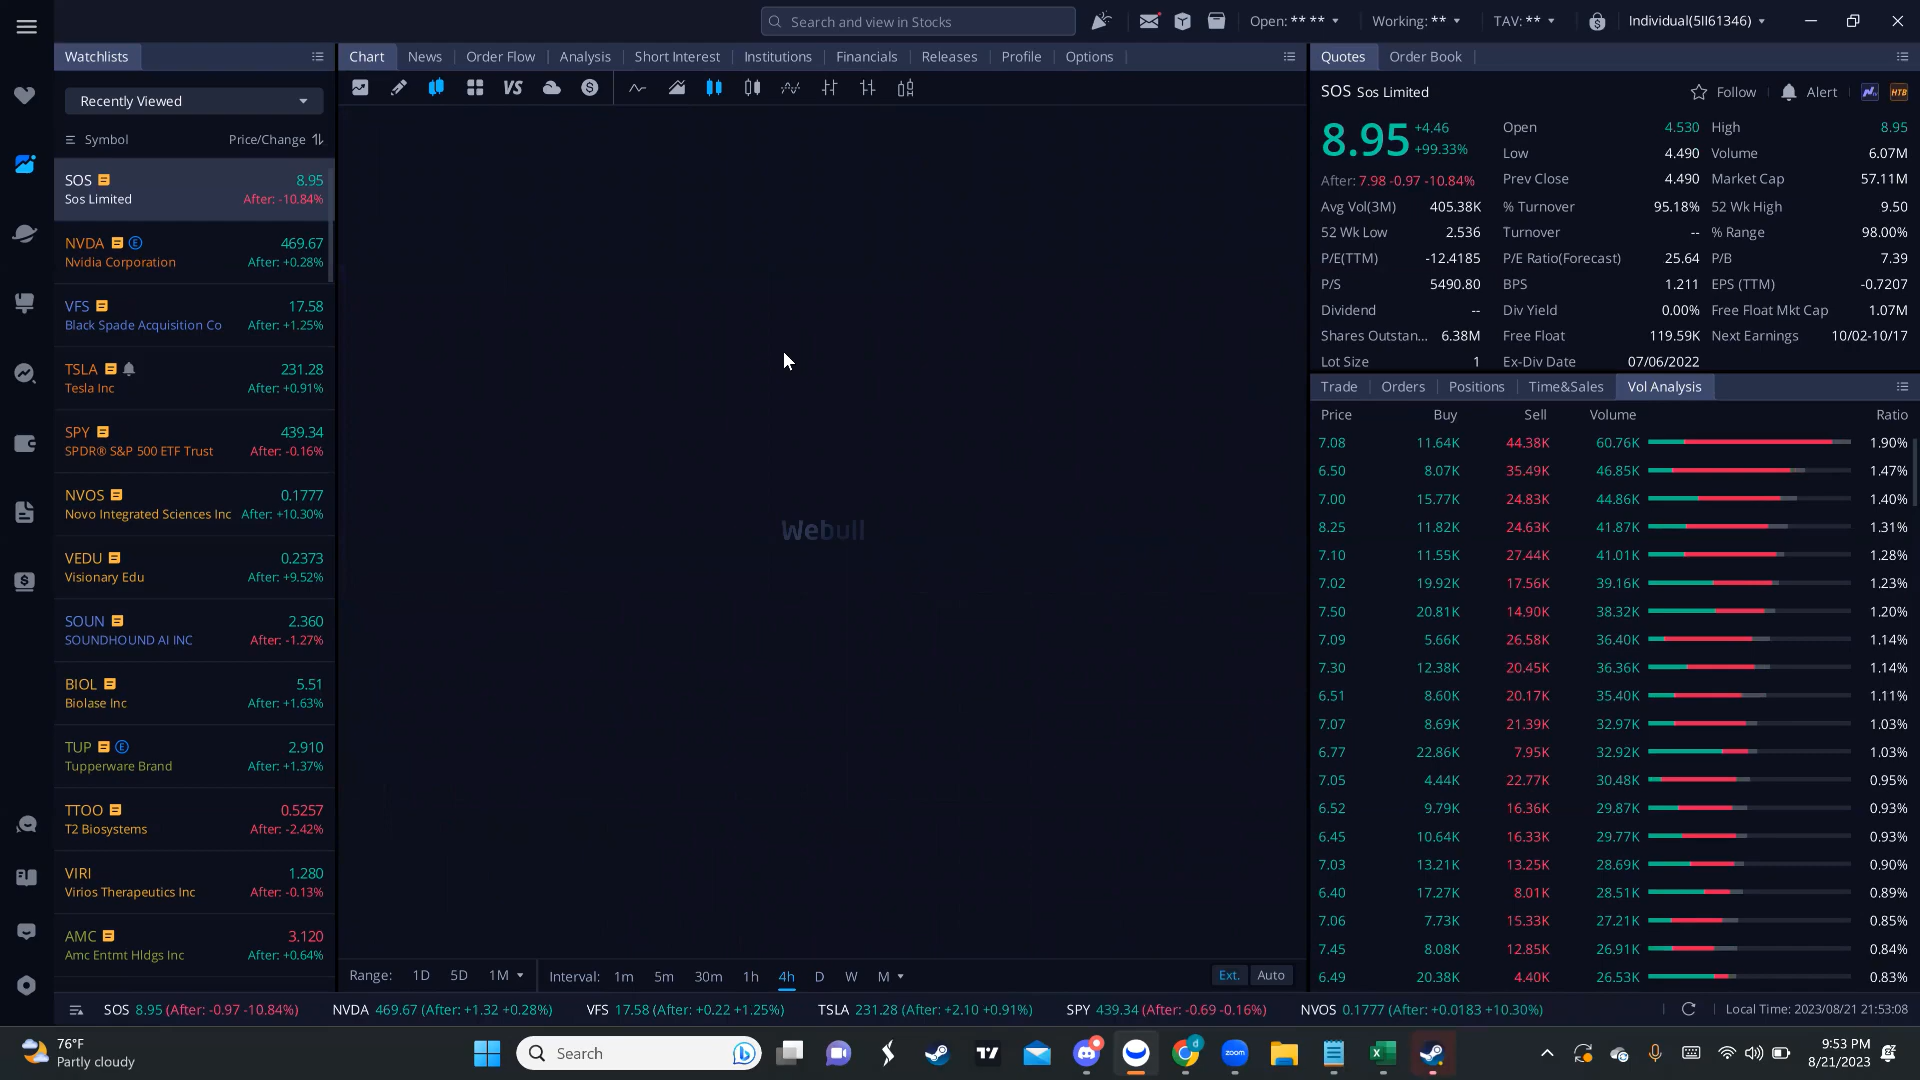 Search and view in Stocks
Open: ** **
Working: **
TAV: **
Individual(5II61346)
Watchlists
Chart
News
Order Flow
Analysis
Short Interest
Institutions
Financials
Releases
Profile
Options
Quotes
Order Book
Recently Viewed
VS
Symbol
Price/Change
SOS 8.95
Sos Limited After: -10.84%
NVDA E 469.67
Nvidia Corporation After: +0.28%
VFS 17.58
Black Spade Acquisition Co After: +1.25%
TSLA 231.28
Tesla Inc After: +0.91%
SPY 439.34
SPDR® S&P 500 ETF Trust After: -0.16%
NVOS 0.1777
Novo Integrated Sciences Inc After: +10.30%
VEDU 0.2373
Visionary Edu After: +9.52%
SOUN 2.360
SOUNDHOUND AI INC After: -1.27%
BIOL 5.51
Biolase Inc After: +1.63%
TUP E 2.910
Tupperware Brand After: +1.37%
TTOO 0.5257
T2 Biosystems After: -2.42%
VIRI 1.280
Virios Therapeutics Inc After: -0.13%
AMC 3.120
Amc Entmt Hldgs Inc After: +0.64%
Webull
Range: 1D 5D 1M
Interval: 1m 5m 30m 1h 4h D W M
Ext. Auto
SOS Sos Limited
Follow Alert HTB
8.95 +4.46
+99.33%
After: 7.98 -0.97 -10.84%
Open 4.530 High 8.95
Low 4.490 Volume 6.07M
Prev Close 4.490 Market Cap 57.11M
Avg Vol(3M) 405.38K % Turnover 95.18% 52 Wk High 9.50
52 Wk Low 2.536 Turnover -- % Range 98.00%
P/E(TTM) -12.4185 P/E Ratio(Forecast) 25.64 P/B 7.39
P/S 5490.80 BPS 1.211 EPS (TTM) -0.7207
Dividend -- Div Yield 0.00% Free Float Mkt Cap 1.07M
Shares Outstan... 6.38M Free Float 119.59K Next Earnings 10/02-10/17
Lot Size 1 Ex-Div Date 07/06/2022
Trade Orders Positions Time&Sales Vol Analysis
Price Buy Sell Volume Ratio
7.08 11.64K 44.38K 60.76K 1.90%
6.50 8.07K 35.49K 46.85K 1.47%
7.00 15.77K 24.83K 44.86K 1.40%
8.25 11.82K 24.63K 41.87K 1.31%
7.10 11.55K 27.44K 41.01K 1.28%
7.02 19.92K 17.56K 39.16K 1.23%
7.50 20.81K 14.90K 38.32K 1.20%
7.09 5.66K 26.58K 36.40K 1.14%
7.30 12.38K 20.45K 36.36K 1.14%
6.51 8.60K 20.17K 35.40K 1.11%
7.07 8.69K 21.39K 32.97K 1.03%
6.77 22.86K 7.95K 32.92K 1.03%
7.05 4.44K 22.77K 30.48K 0.95%
6.52 9.79K 16.36K 29.87K 0.93%
6.45 10.64K 16.33K 29.77K 0.93%
7.03 13.21K 13.25K 28.69K 0.90%
6.40 17.27K 8.01K 28.51K 0.89%
7.06 7.73K 15.33K 27.21K 0.85%
7.45 8.08K 12.85K 26.91K 0.84%
6.49 20.38K 4.40K 26.53K 0.83%
SOS 8.95 (After: -0.97 -10.84%) NVDA 469.67 (After: +1.32 +0.28%) VFS 17.58 (After: +0.22 +1.25%) TSLA 231.28 (After: +2.10 +0.91%) SPY 439.34 (After: -0.69 -0.16%) NVOS 0.1777 (After: +0.0183 +10.30%) Local Time: 2023/08/21 21:53:08
76°F
Partly cloudy
Search
zoom
9:53 PM
8/21/2023